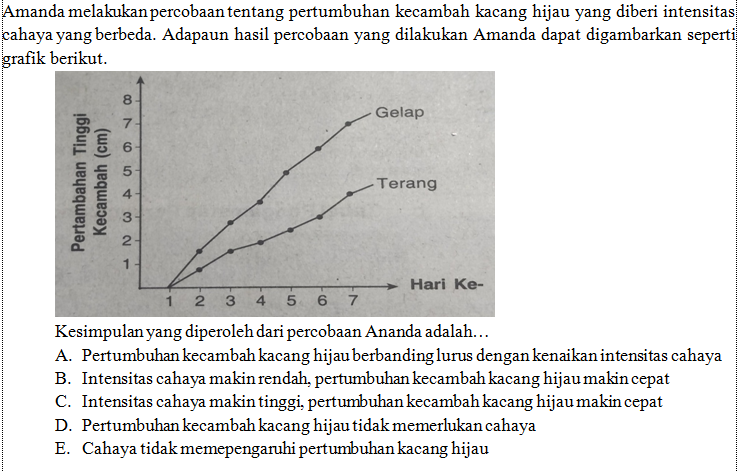 Amanda melakukan percobaan tentang pertumbuhan kecambah kacang hijau yang diberi intensitas
cahaya yang berbeda. Adapaun hasil percobaan yang dilakukan Amanda dapat digambarkan seperti
grafik berikut.
Pertambahan Tinggi
Kecambah (cm)
8
7
6
5
4
3
2
1
Gelap
Terang
Hari Ke-
1 2 3 4 5 6 7
Kesimpulan yang diperoleh dari percobaan Ananda adalah…
A. Pertumbuhan kecambah kacang hijau berbanding lurus dengan kenaikan intensitas cahaya
B. Intensitas cahaya makin rendah, pertumbuhan kecambah kacang hijau makin cepat
C. Intensitas cahaya makin tinggi, pertumbuhan kecambah kacang hijau makin cepat
D. Pertumbuhan kecambah kacang hijau tidak memerlukan cahaya
E. Cahaya tidak memepengaruhi pertumbuhan kacang hijau